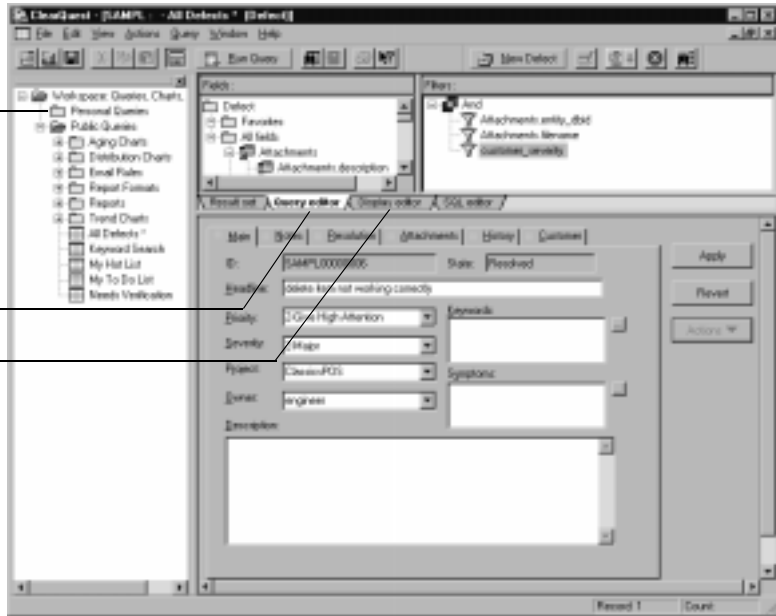 ClearQuest - [SAMPL : - All Defects * (Defect)]
File Edit View Actions Query Window Help
Run Query
New Defect
Workspace: Queries, Charts,
Personal Queries
Public Queries
Aging Charts
Distribution Charts
Email Rules
Report Formats
Reports
Trend Charts
All Defects *
Keyword Search
My Hot List
My To Do List
Needs Verification
Fields:
Defect
Favorites
All fields
Attachments
Attachments.description
Filters:
And
Attachments.entity_dbid
Attachments.filename
customer_severity
Result set Query editor Display editor SQL editor
Main Notes Resolution Attachments History Customer
ID: SAMPL00000006 State: Resolved
Headline: delete item not working correctly
Priority: 2-Give High Attention
Keywords:
Severity: 2-Major
Project: ClassicsPOS
Symptoms:
Owner: engineer
Description:
Apply
Revert
Actions
Record 1 Count: